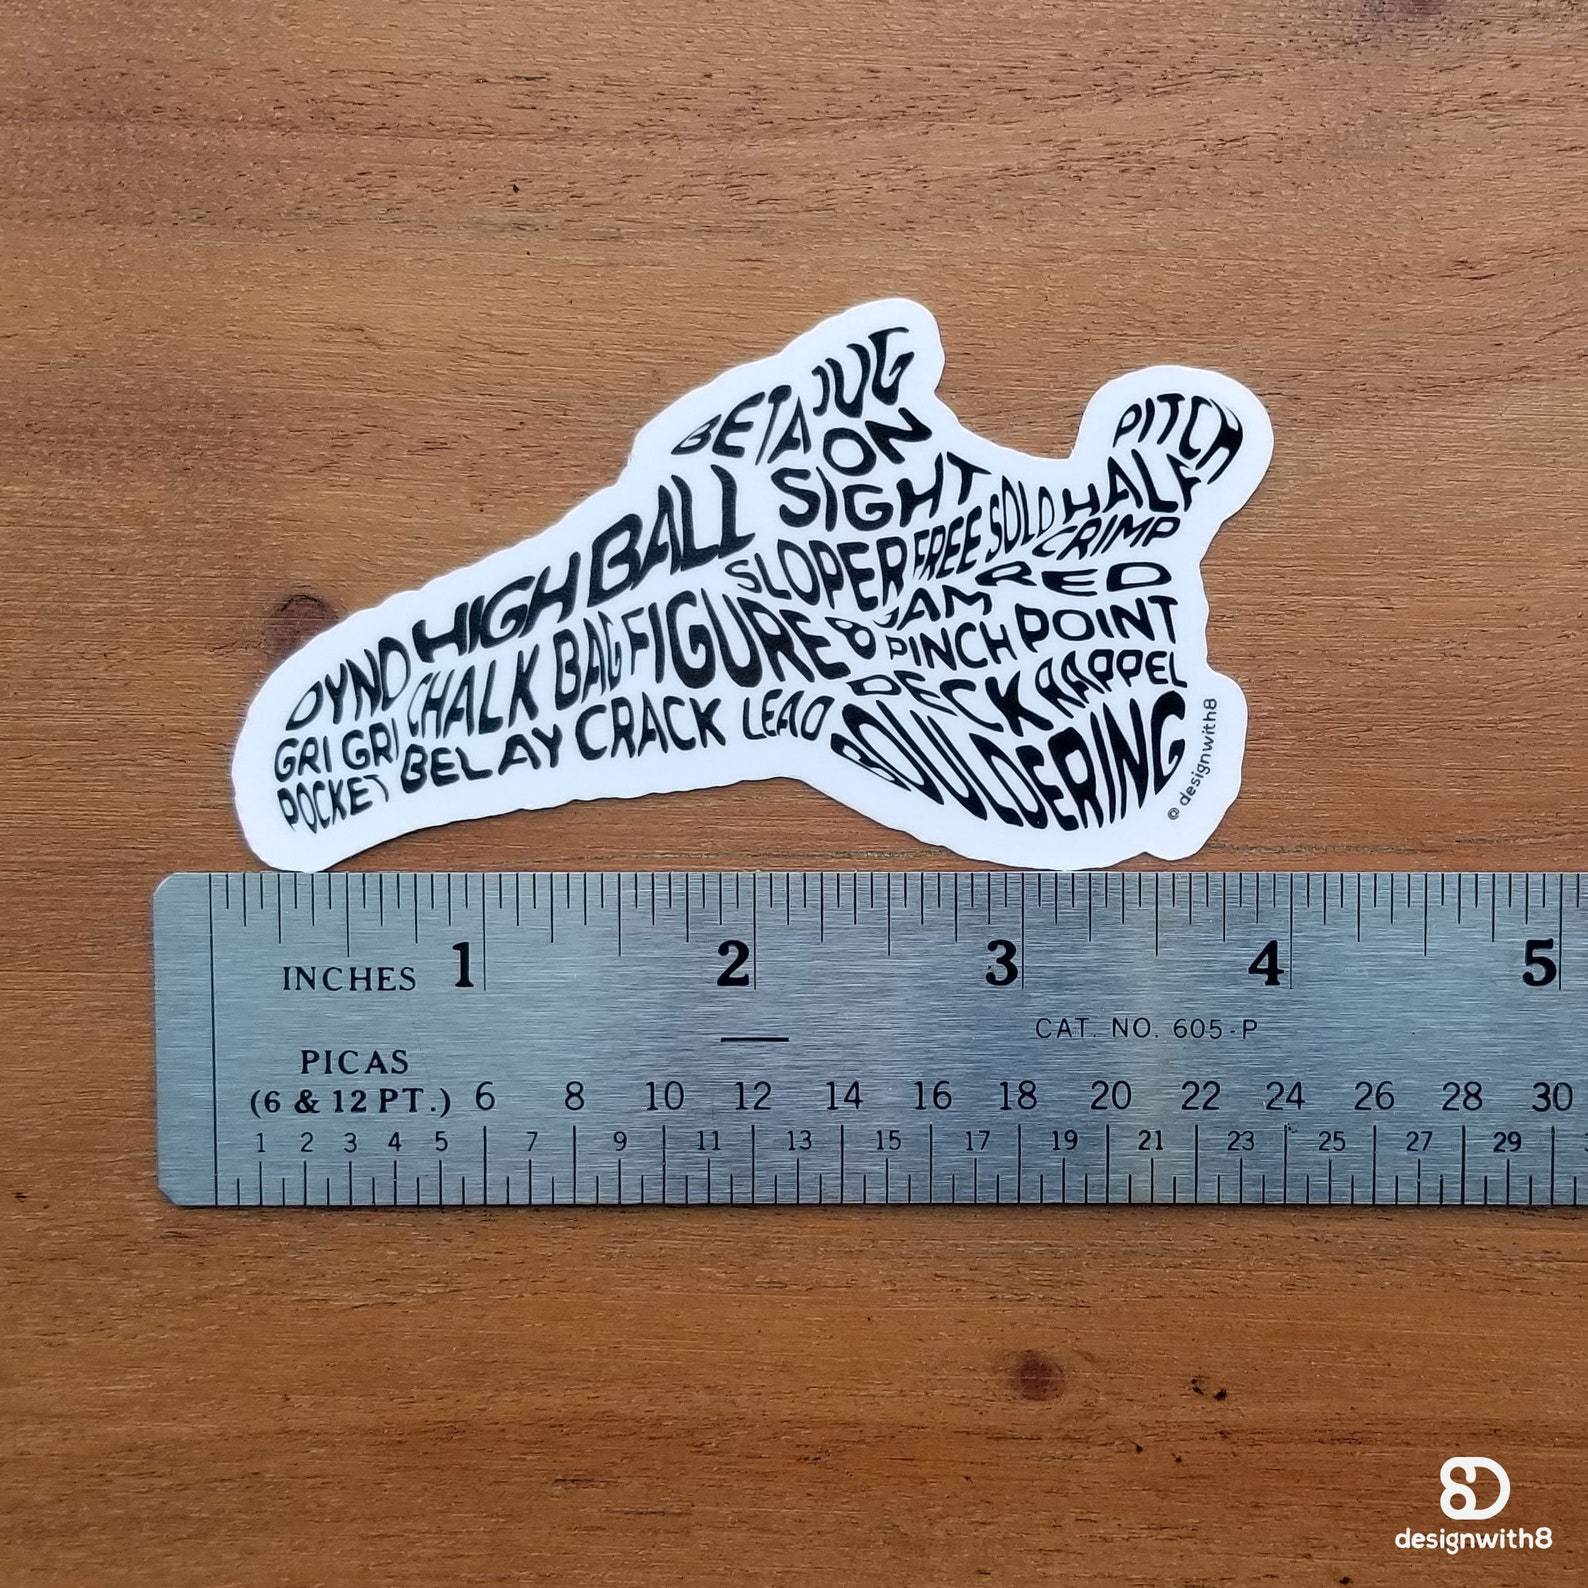 JUG
BETA
ON
SIGHT
PITCH
HALF
CRIMP
FREE SOLO
HIGH BALL
SLOPER
RED
POINT
JAM
DYNO
CHALK BAG
FIGURE 8
PINCH
GRI GRI
BELAY
CRACK
LEAD
DECK
RAPPEL
POCKET
BOULDERING
© designwith8
INCHES 1 2 3 4 5
CAT. NO. 605-P
PICAS
(6 & 12 PT.) 6 8 10 12 14 16 18 20 22 24 26 28 30
1 2 3 4 5 7 9 11 13 15 17 19 21 23 25 27 29
8D
designwith8